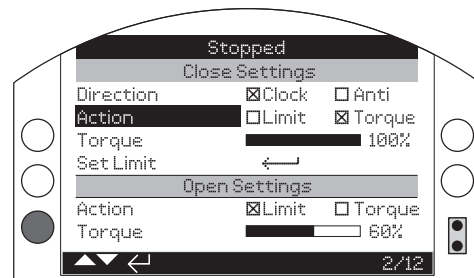 Stopped
Close Settings
Direction ☒Clock ☐Anti
Action ☐Limit ☒Torque
Torque 100%
Set Limit
Open Settings
Action ☒Limit ☐Torque
Torque 60%
2/12